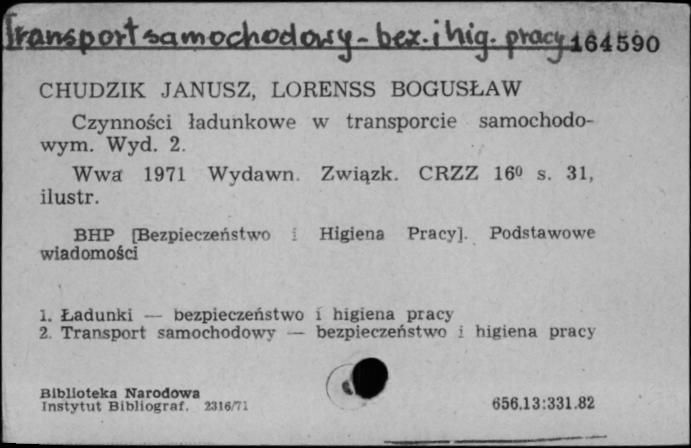 Transport samochodowy - bez. i hig. pracy 164590
CHUDZIK JANUSZ, LORENSS BOGUSŁAW
Czynności ładunkowe w transporcie samochodo-
wym. Wyd. 2.
Wwa 1971 Wydawn. Związk. CRZZ 16⁰ s. 31,
ilustr.
BHP [Bezpieczeństwo i Higiena Pracy]. Podstawowe
wiadomości
1. Ładunki — bezpieczeństwo i higiena pracy
2. Transport samochodowy — bezpieczeństwo i higiena pracy
Biblioteka Narodowa
Instytut Bibliograf. 2316/71
656.13:331.82